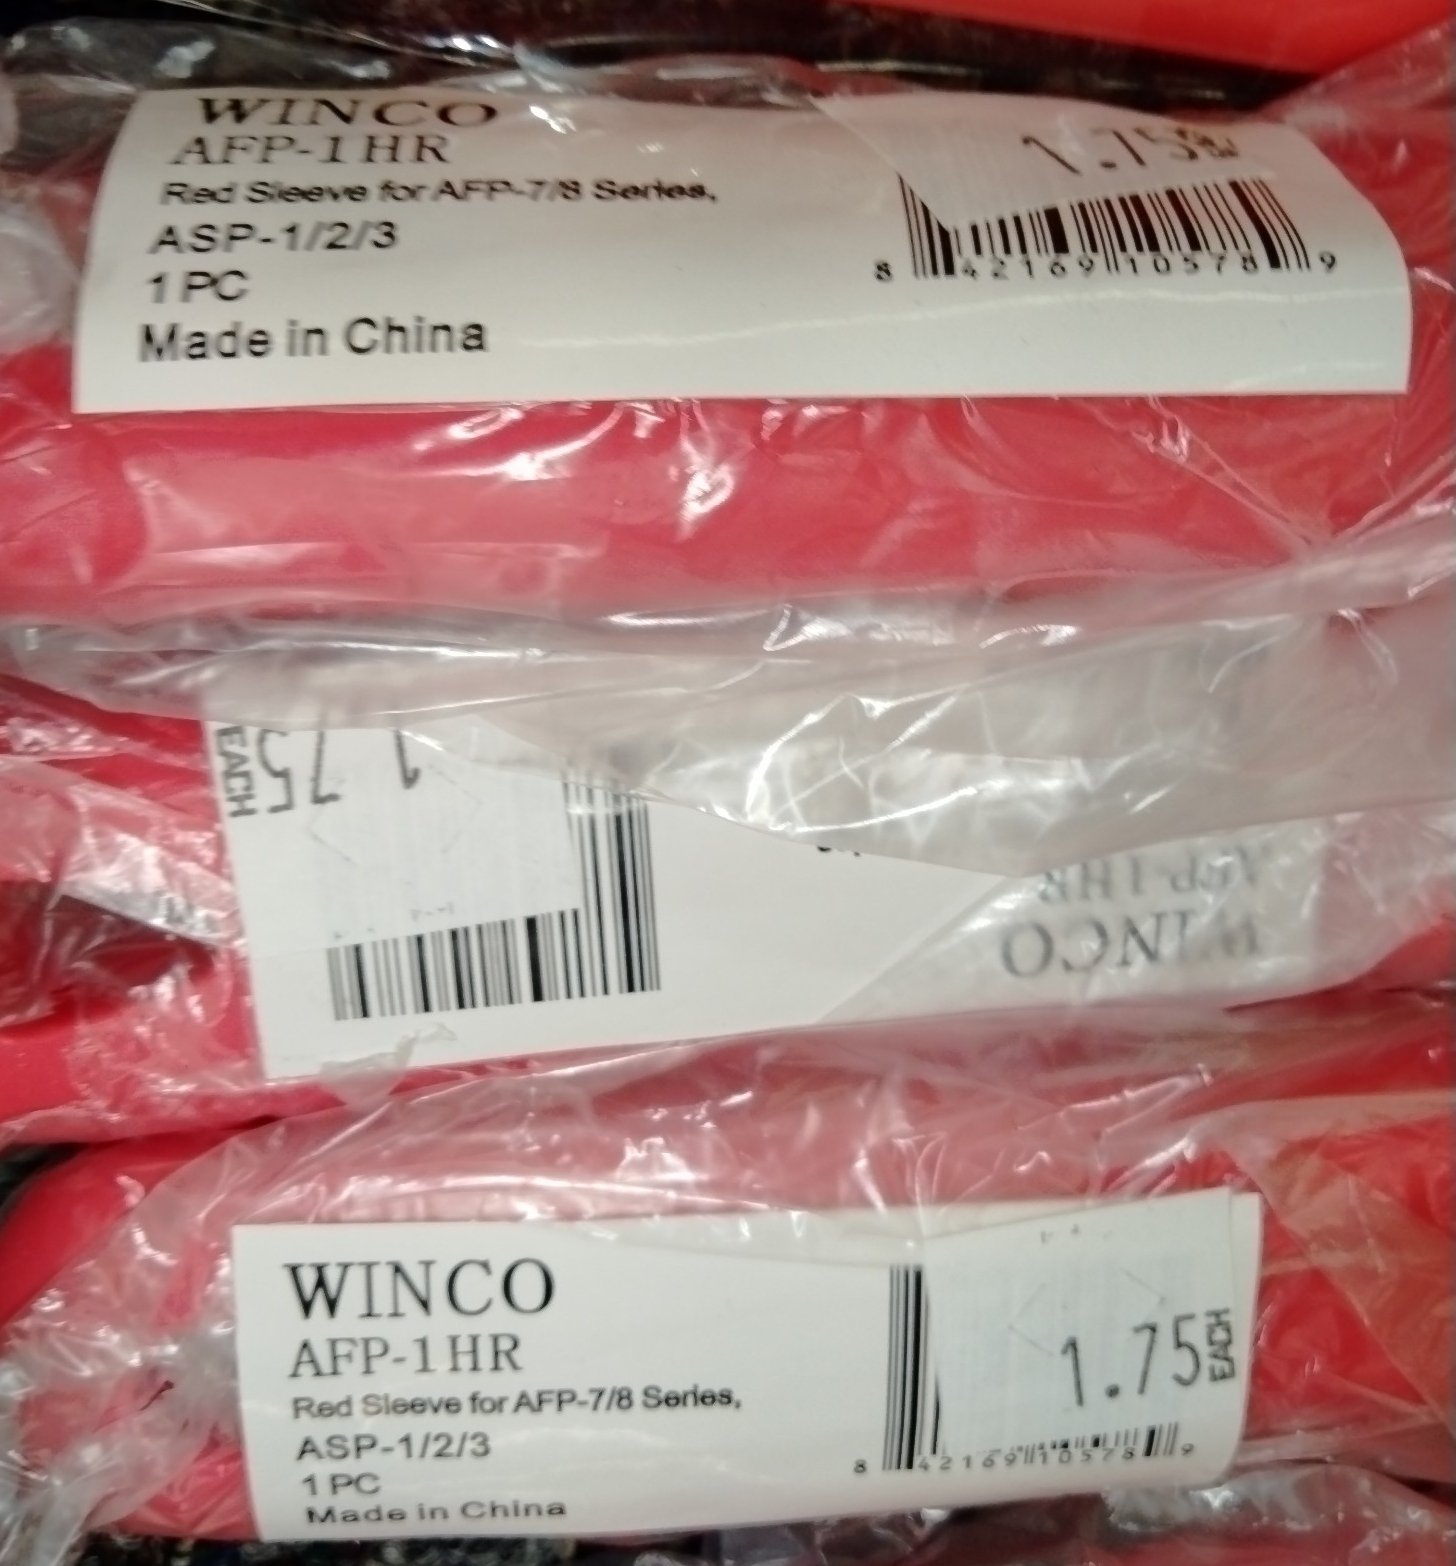 WINCO
AFP-1HR
Red Sleeve for AFP-7/8 Series,
ASP-1/2/3
1 PC
Made in China
1.75
8 42169 10578 9
1.75
EACH
AFP-1HR
WINCO
WINCO
AFP-1HR
Red Sleeve for AFP-7/8 Series,
ASP-1/2/3
1 PC
Made in China
1.75
EACH
8 42169 10578 9